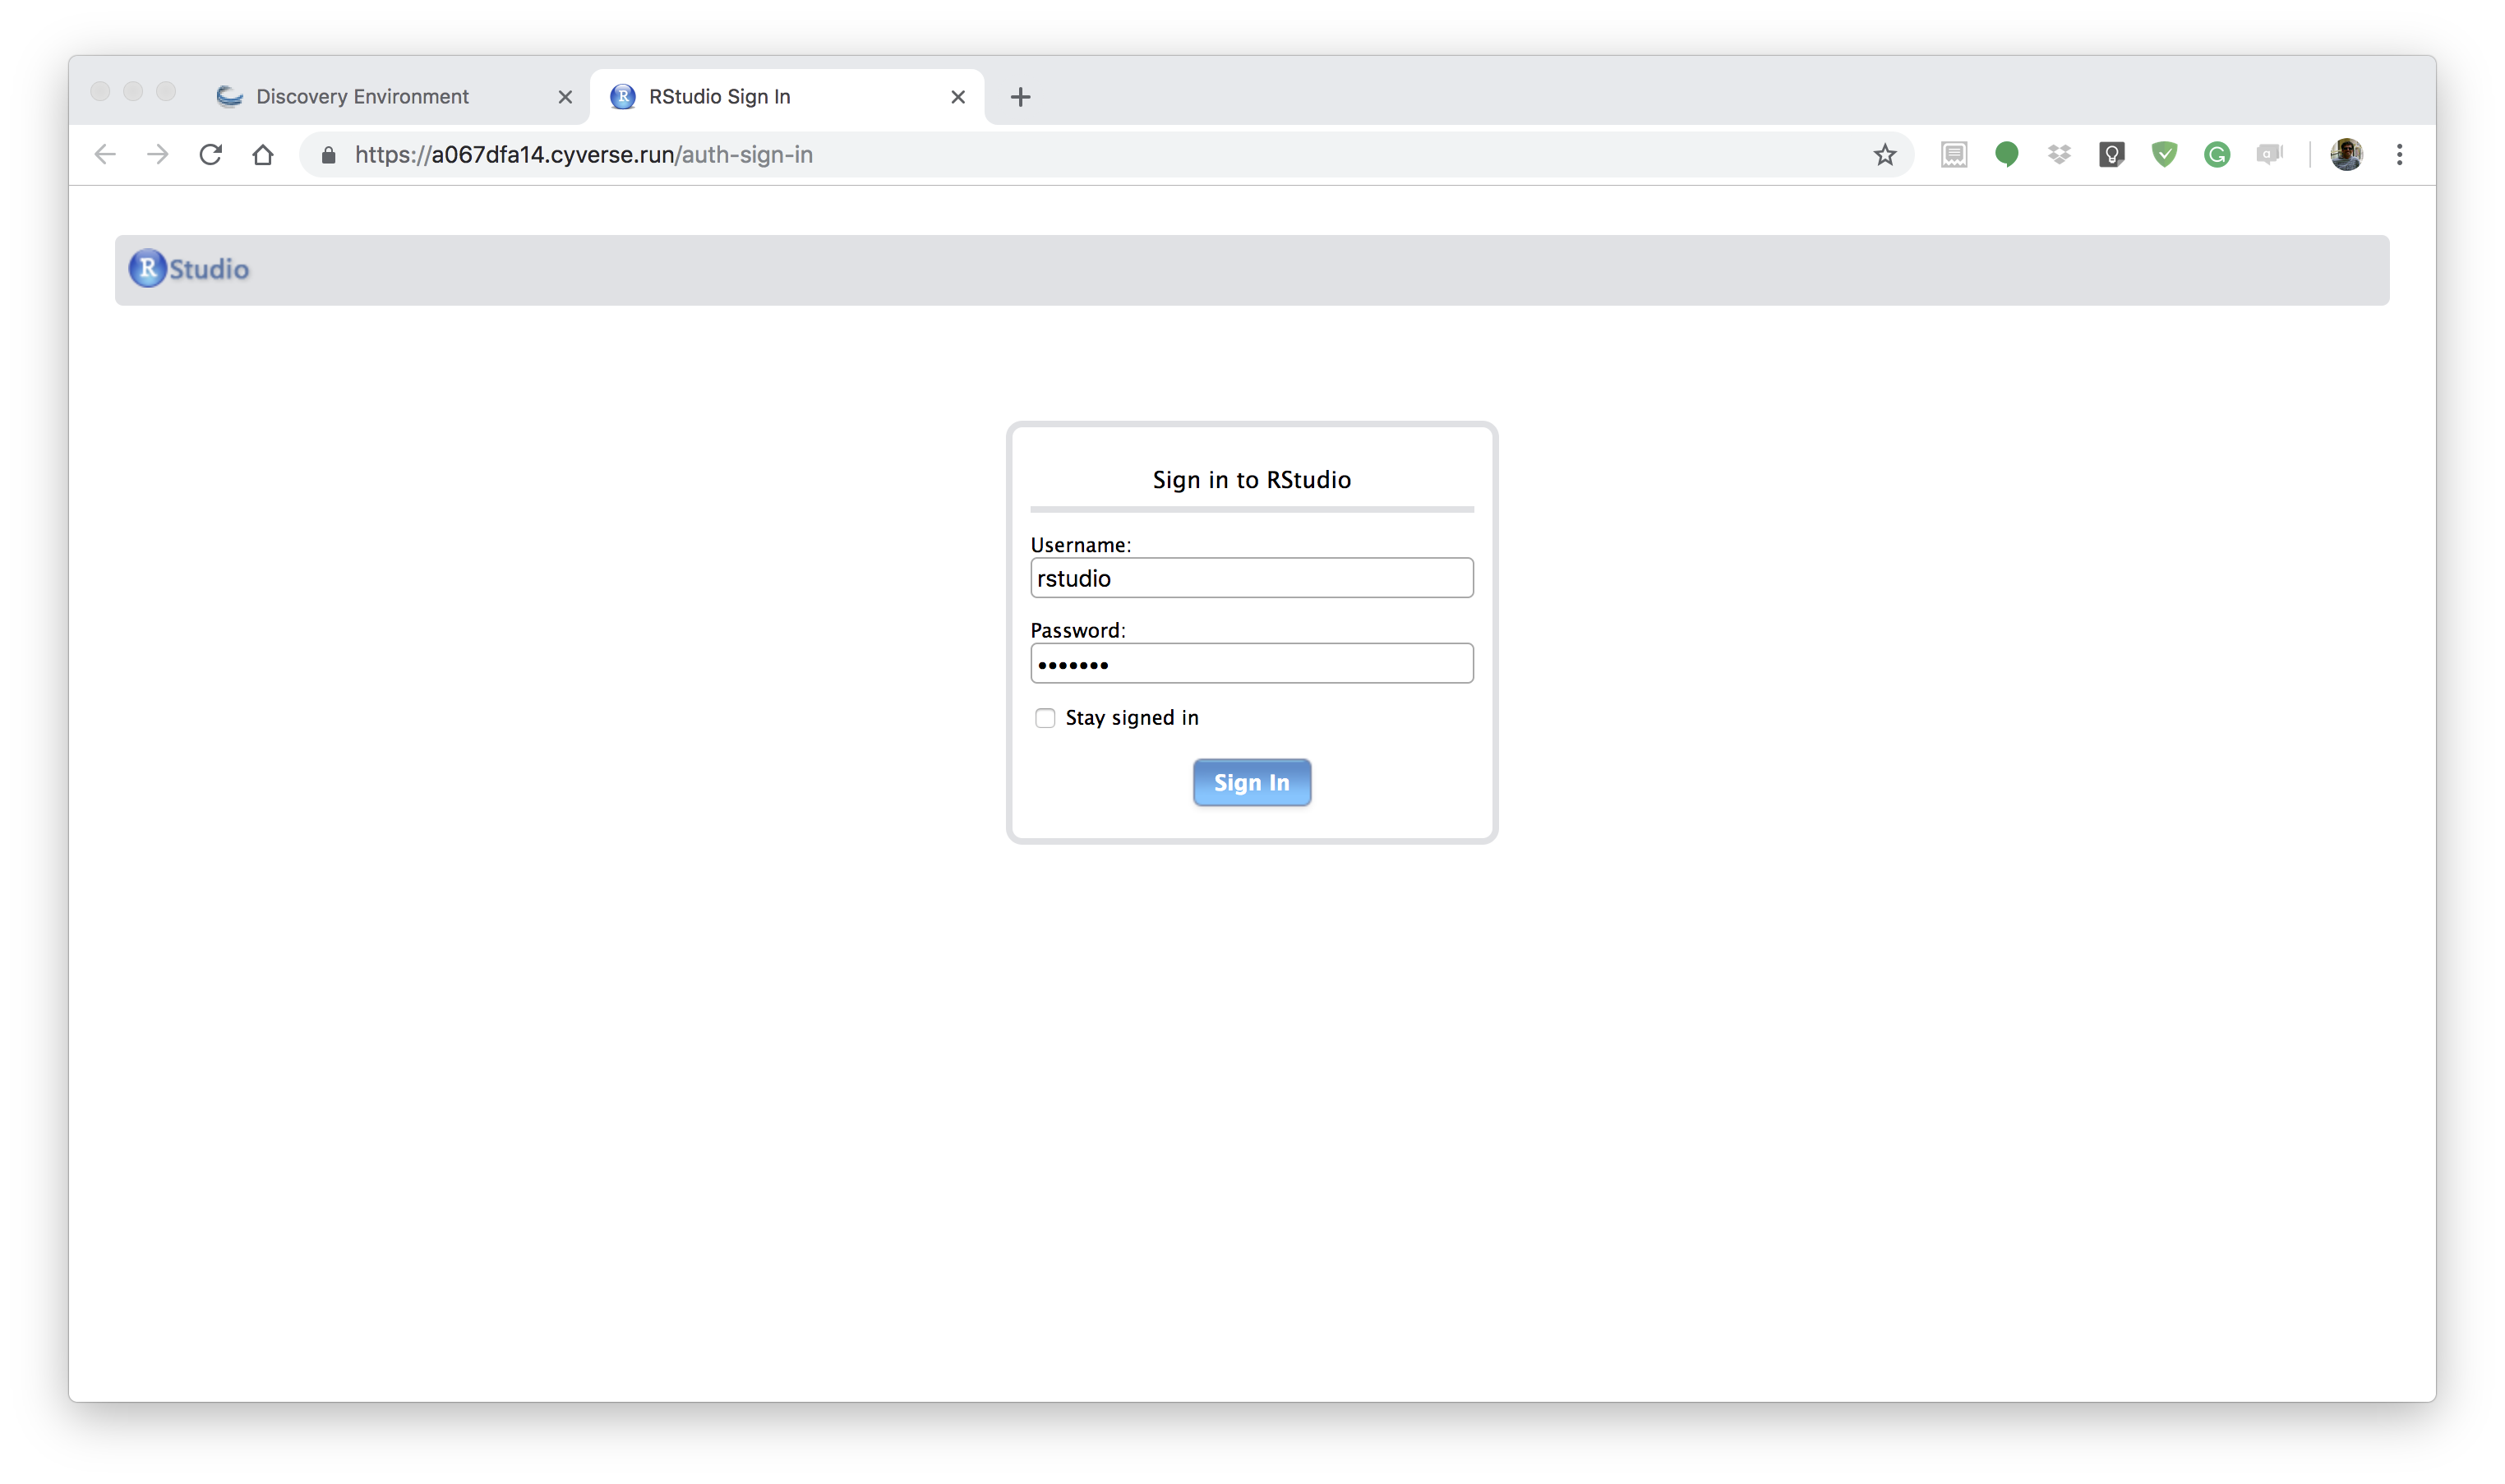 Discovery Environment
RStudio Sign In
https://a067dfa14.cyverse.run/auth-sign-in
R Studio
Sign in to RStudio
Username:
rstudio
Password:
•••••••
Stay signed in
Sign In